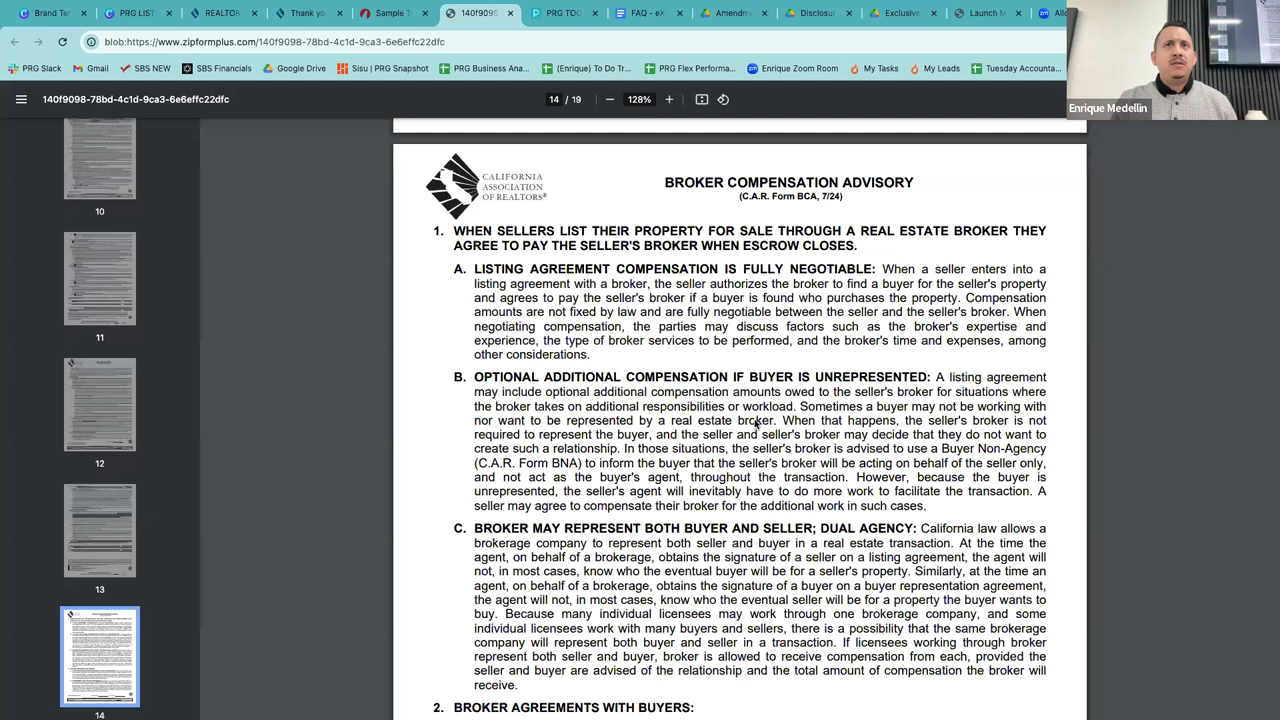 140f9095
PRG Stan
REALTOR
Thank yo
Sample T
140f9095
PRG TOD
FAQ - eX
Amendme
Disclosur
Exclusive
Launch M
Allo
blob:https://www.zipformplus.com/140f9098-78bd-4c1d-9ca3-6e6effc22dfc
PRG Slack
Gmail
SBS NEW
PRG Financials
Google Drive
Sisu | Snapshot
PRG Business Plan
(Enrique) To Do Tr...
PRG Flex Performa...
Enrique Zoom Room
My Tasks
My Leads
Tuesday Accounta...
Enrique Medellin
140f9098-78bd-4c1d-9ca3-6e6effc22dfc
14 / 19
128%
10
11
12
13
14
CALIFORNIA
ASSOCIATION
OF REALTORS®
BROKER COMPENSATION ADVISORY
(C.A.R. Form BCA, 7/24)
1. WHEN SELLERS LIST THEIR PROPERTY FOR SALE THROUGH A REAL ESTATE BROKER THEY
AGREE TO PAY THE SELLER'S BROKER WHEN ESCROW CLOSES.
A. LISTING AGREEMENT COMPENSATION IS FULLY NEGOTIABLE: When a seller enters into a
listing agreement with a broker, the seller authorizes the broker to find a buyer for the seller's property
and agrees to pay the seller's broker if a buyer is located who purchases the property. Compensation
amounts are not fixed by law and are fully negotiable between the seller and the seller's broker. When
negotiating compensation, the parties may discuss factors such as the broker's expertise and
experience, the type of broker services to be performed, and the broker's time and expenses, among
other considerations.
B. OPTIONAL ADDITIONAL COMPENSATION IF BUYER IS UNREPRESENTED: A listing agreement
may include optional additional compensation amounts owed to the seller's broker for situations where
the broker takes on additional responsibilities or workload. Sometimes a buyer may not be working with
nor want to be represented by a real estate broker. When that happens, the seller's broker is not
required to represent the buyer, and the seller and seller's broker may decide that they do not want to
create such a relationship. In those situations, the seller's broker is advised to use a Buyer Non-Agency
(C.A.R. Form BNA) to inform the buyer that the seller's broker will be acting on behalf of the seller only,
and not as the buyer's agent, throughout the transaction. However, because the buyer is
unrepresented, the seller's agent will inevitably have to do more work to facilitate the transaction. A
seller may agree to compensate their broker for the additional work in such cases.
C. BROKER MAY REPRESENT BOTH BUYER AND SELLER; DUAL AGENCY: California law allows a
brokerage company to represent both seller and buyer in a real estate transaction. At the time the
agent, on behalf of a brokerage, obtains the signature of the seller on a listing agreement, the agent will
not, in most cases, know who the eventual buyer will be for a seller's property. Similarly, at the time an
agent, on behalf of a brokerage, obtains the signature of a buyer on a buyer representation agreement,
the agent will not, in most cases, know who the eventual seller will be for a property the buyer wants to
buy. Because many individual licensees may work through a brokerage company, and some
individual licensees may work with many buyers and sellers, there is a possibility that the same brokerage
company may represent both buyer and seller in a transaction. If licensees working through broker
represent both seller and buyer, broker is allowed to receive compensation from each, provided the
seller and buyer are advised of the relationship and the total amount of compensation the broker will
receive.
2. BROKER AGREEMENTS WITH BUYERS: